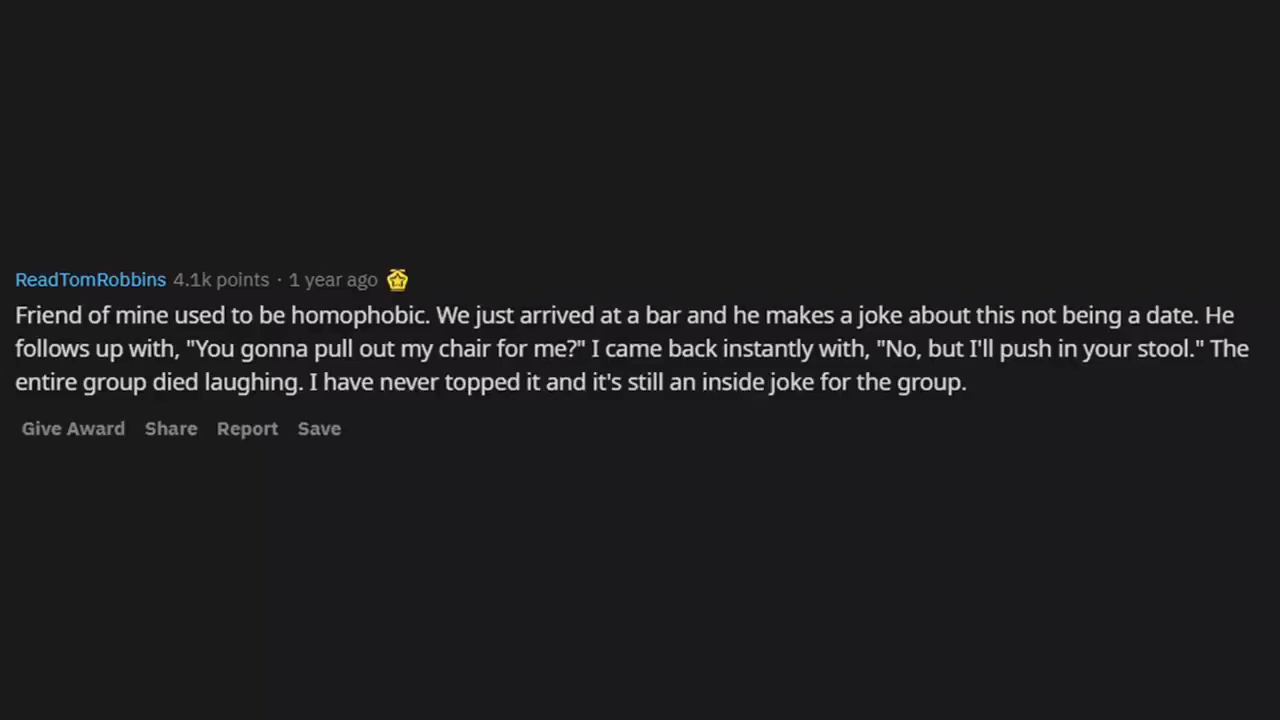 ReadTomRobbins 4.1k points · 1 year ago
Friend of mine used to be homophobic. We just arrived at a bar and he makes a joke about this not being a date. He
follows up with, "You gonna pull out my chair for me?" I came back instantly with, "No, but I'll push in your stool." The
entire group died laughing. I have never topped it and it's still an inside joke for the group.
Give Award Share Report Save